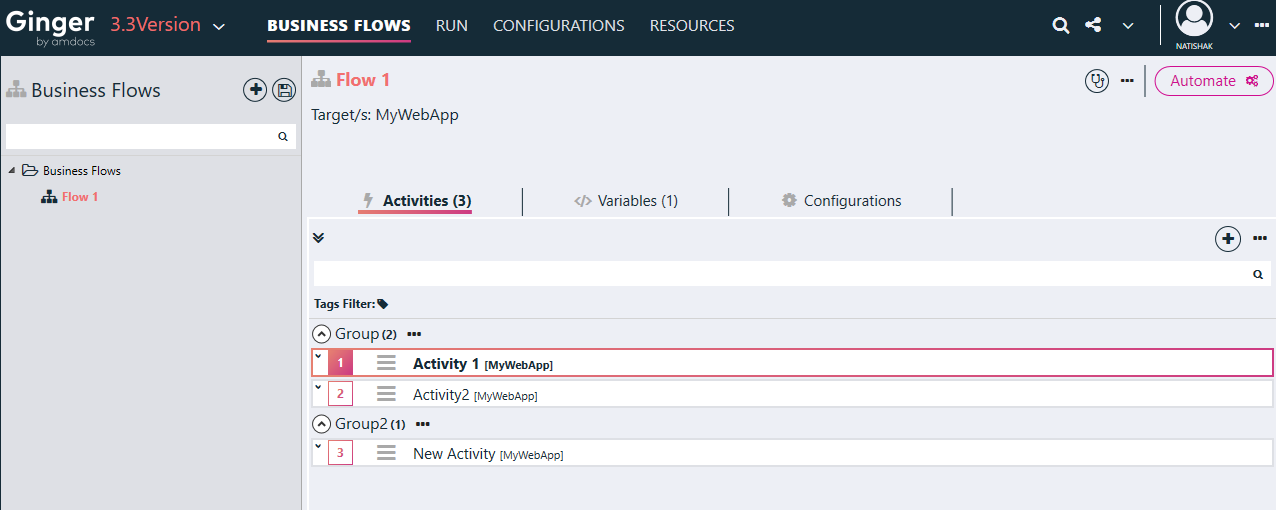 Ginger 3.3Version BUSINESS FLOWS RUN CONFIGURATIONS RESOURCES
by amdocs
NATISHAK
Business Flows
Business Flows
Flow 1
Flow 1
Automate
Target/s: MyWebApp
Activities (3) Variables (1) Configurations
Tags Filter:
Group (2)
1 Activity 1 [MyWebApp]
2 Activity2 [MyWebApp]
Group2 (1)
3 New Activity [MyWebApp]